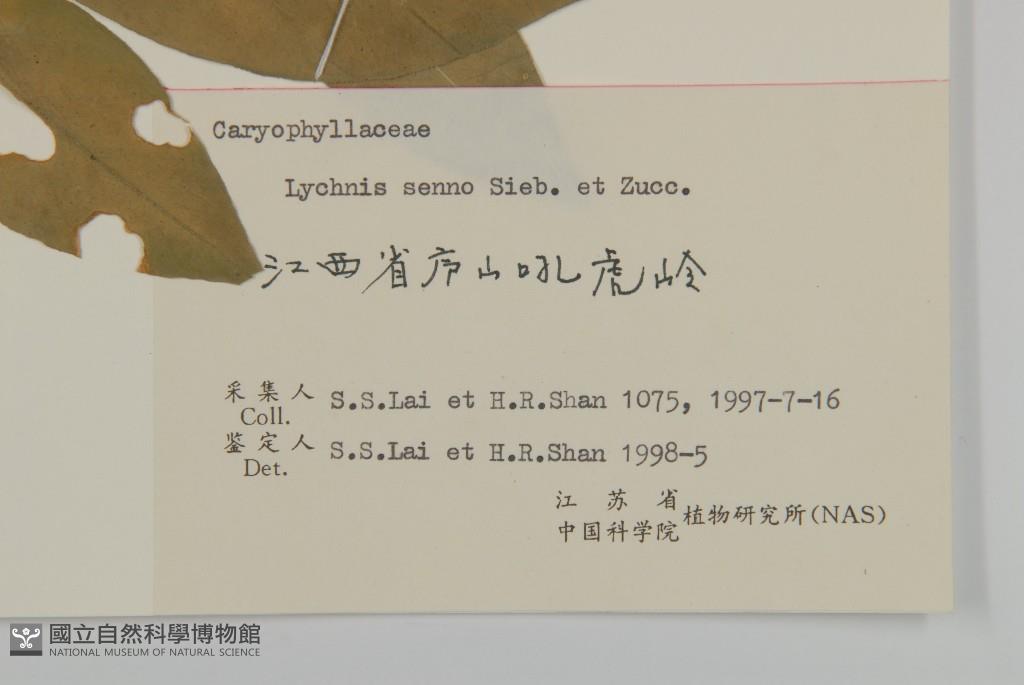 Caryophyllaceae
Lychnis senno Sieb. et Zucc.
江西省庐山吼虎岭
采集人 S.S.Lai et H.R.Shan 1075, 1997-7-16
Coll.
鉴定人 S.S.Lai et H.R.Shan 1998-5
Det.
江苏省
中国科学院 植物研究所(NAS)
國立自然科學博物館
NATIONAL MUSEUM OF NATURAL SCIENCE